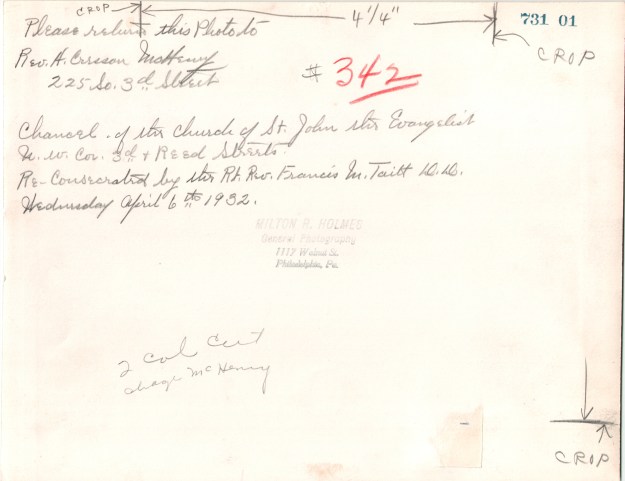 CROP
4 1/4"
731 01
CROP
Please return this Photo to
Rev. H. Cresson McHenry
225 So. 3d Street
# 342
Chancel of the Church of St. John the Evangelist
N. W. Cor. 3d & Reed Streets.
Re-Consecrated by the Rt. Rev. Francis M. Taitt D.D.
Wednesday April 6th 1932.
MILTON R. HOLMES
General Photography
1117 Walnut St.
Philadelphia, Pa.
2 col Cut
charge McHenry
CROP